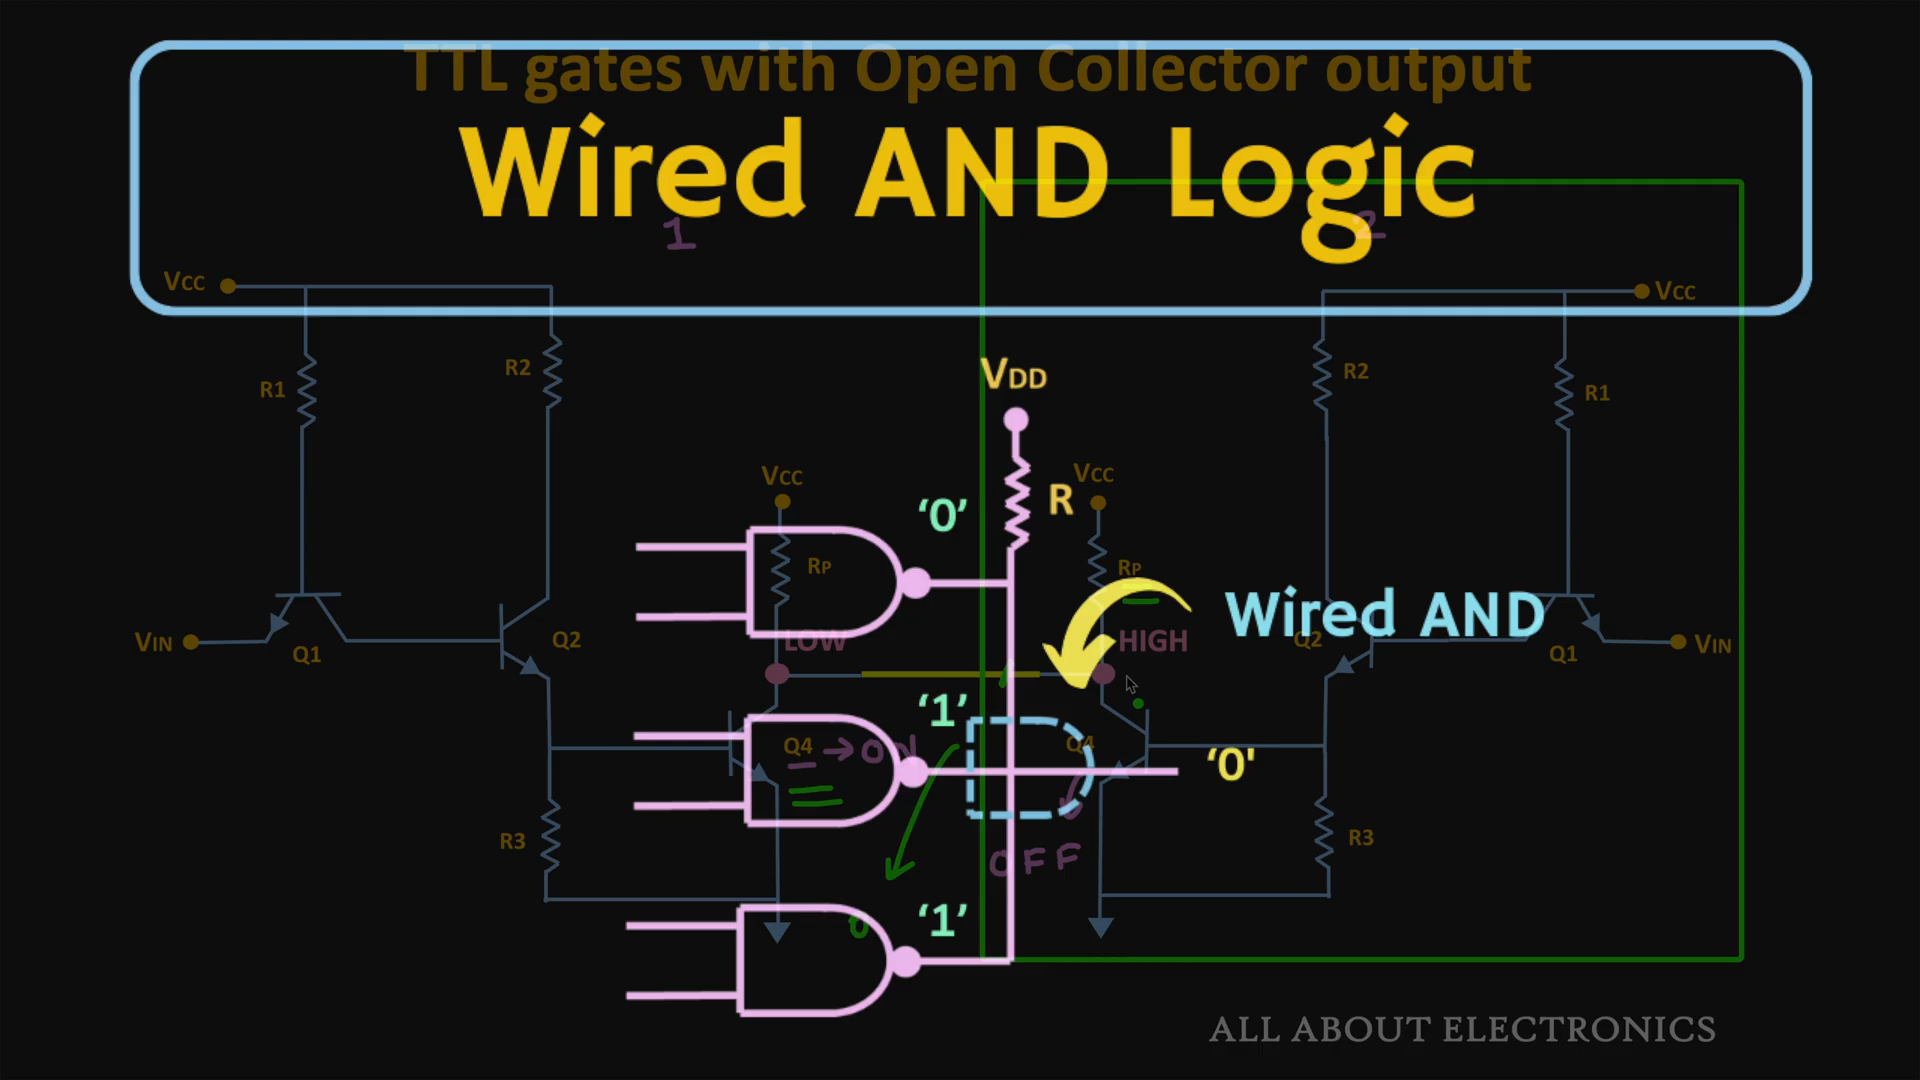 TTL gates with Open Collector output
Wired AND Logic
1
2
VCC
VCC
R1
R2
R2
R1
VDD
VCC
R
VCC
‘0’
RP
RP
VIN
Q1
Q2
LOW
HIGH
Wired AND
Q2
Q1
VIN
‘1’
Q4
→ON
Q4
‘0'
R3
R3
OFF
0
‘1’
ALL ABOUT ELECTRONICS